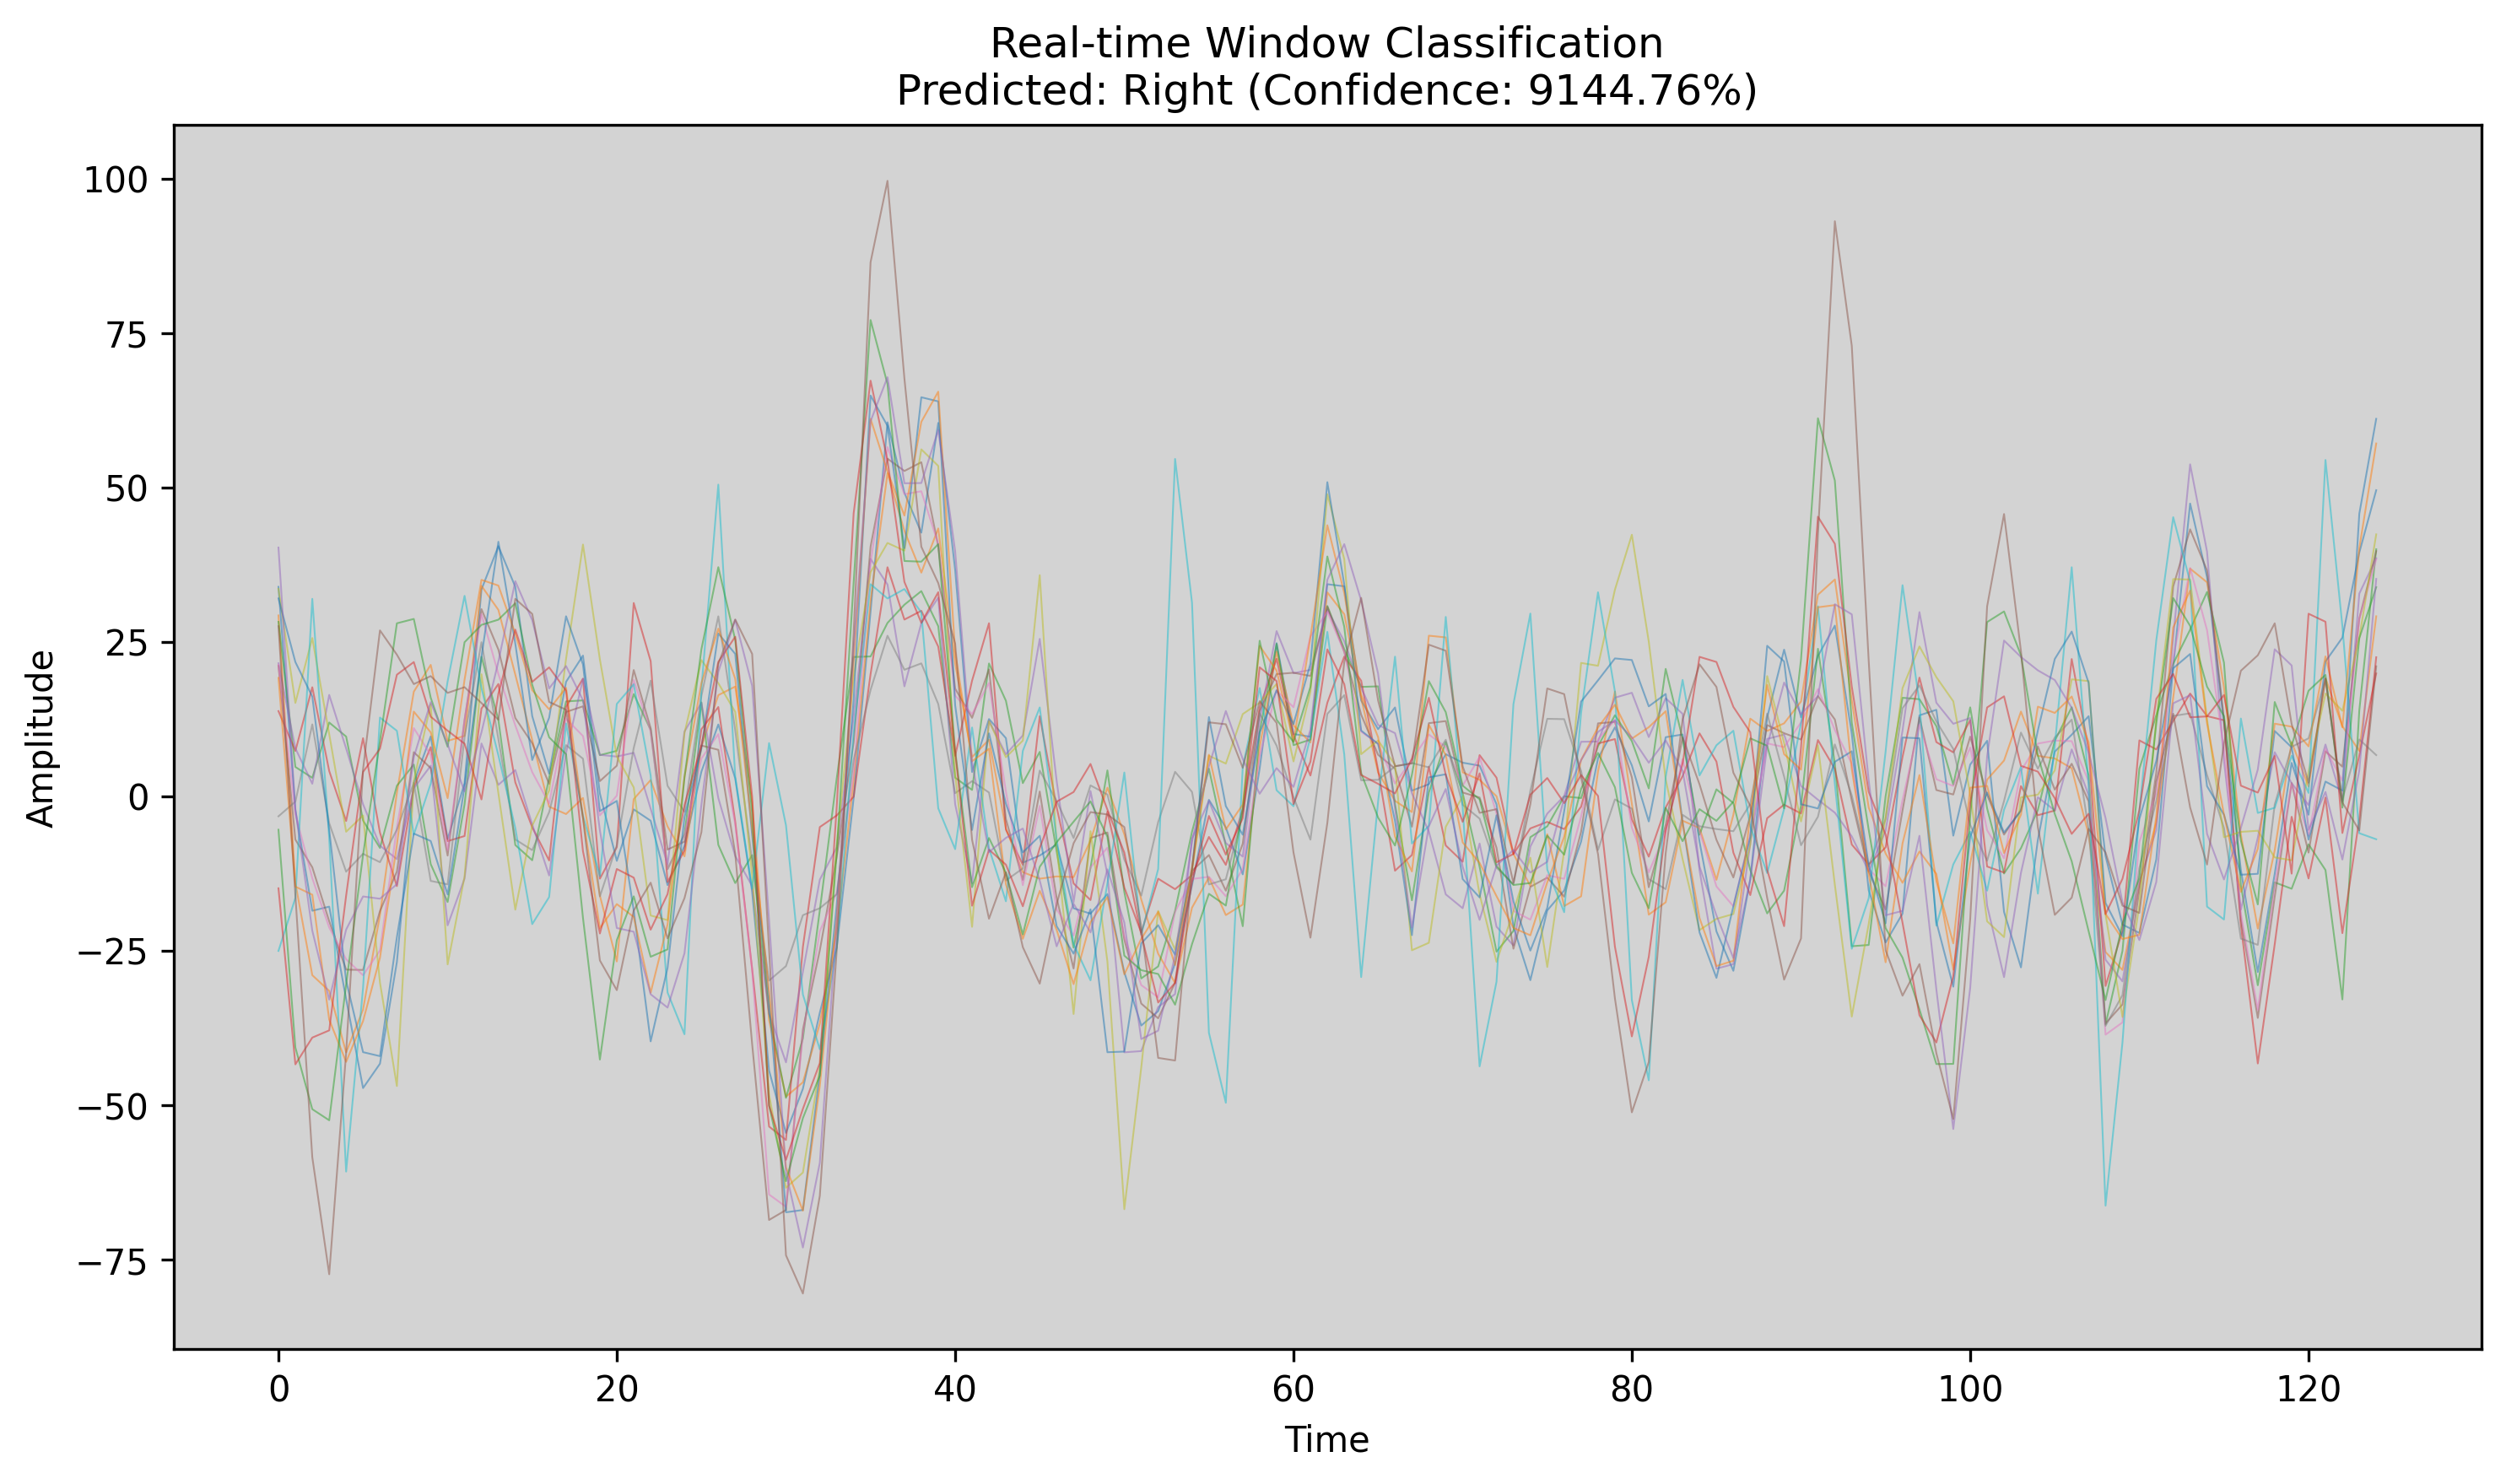 Real-time Window Classification
Predicted: Right (Confidence: 9144.76%)
Amplitude
100
75
50
25
0
−25
−50
−75
0 20 40 60 80 100 120
Time